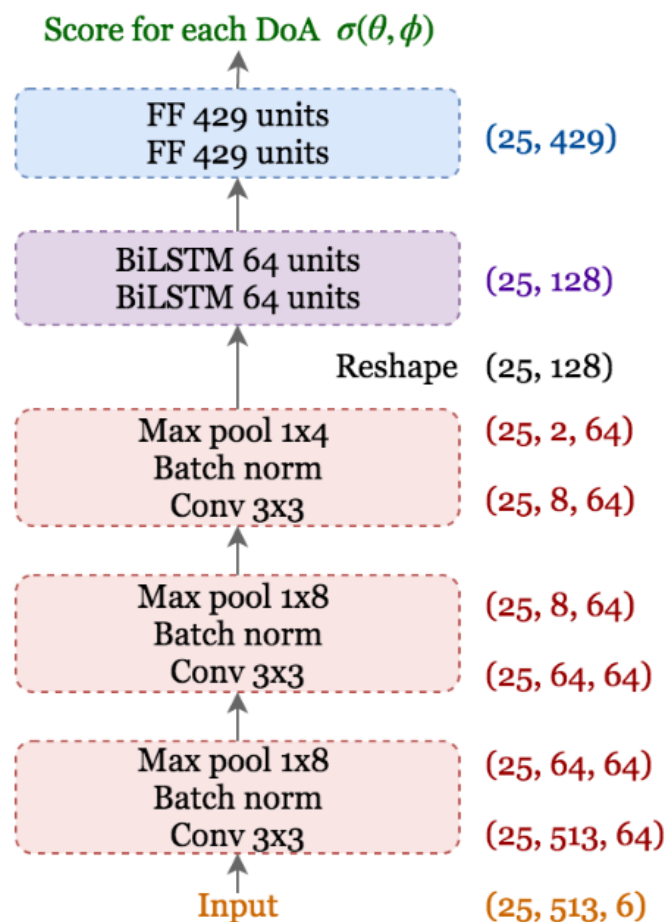 Score for each DoA σ(θ, ϕ)
FF 429 units
FF 429 units
(25, 429)
BiLSTM 64 units
BiLSTM 64 units
(25, 128)
Reshape (25, 128)
Max pool 1x4
Batch norm
Conv 3x3
(25, 2, 64)
(25, 8, 64)
Max pool 1x8
Batch norm
Conv 3x3
(25, 8, 64)
(25, 64, 64)
Max pool 1x8
Batch norm
Conv 3x3
(25, 64, 64)
(25, 513, 64)
Input (25, 513, 6)